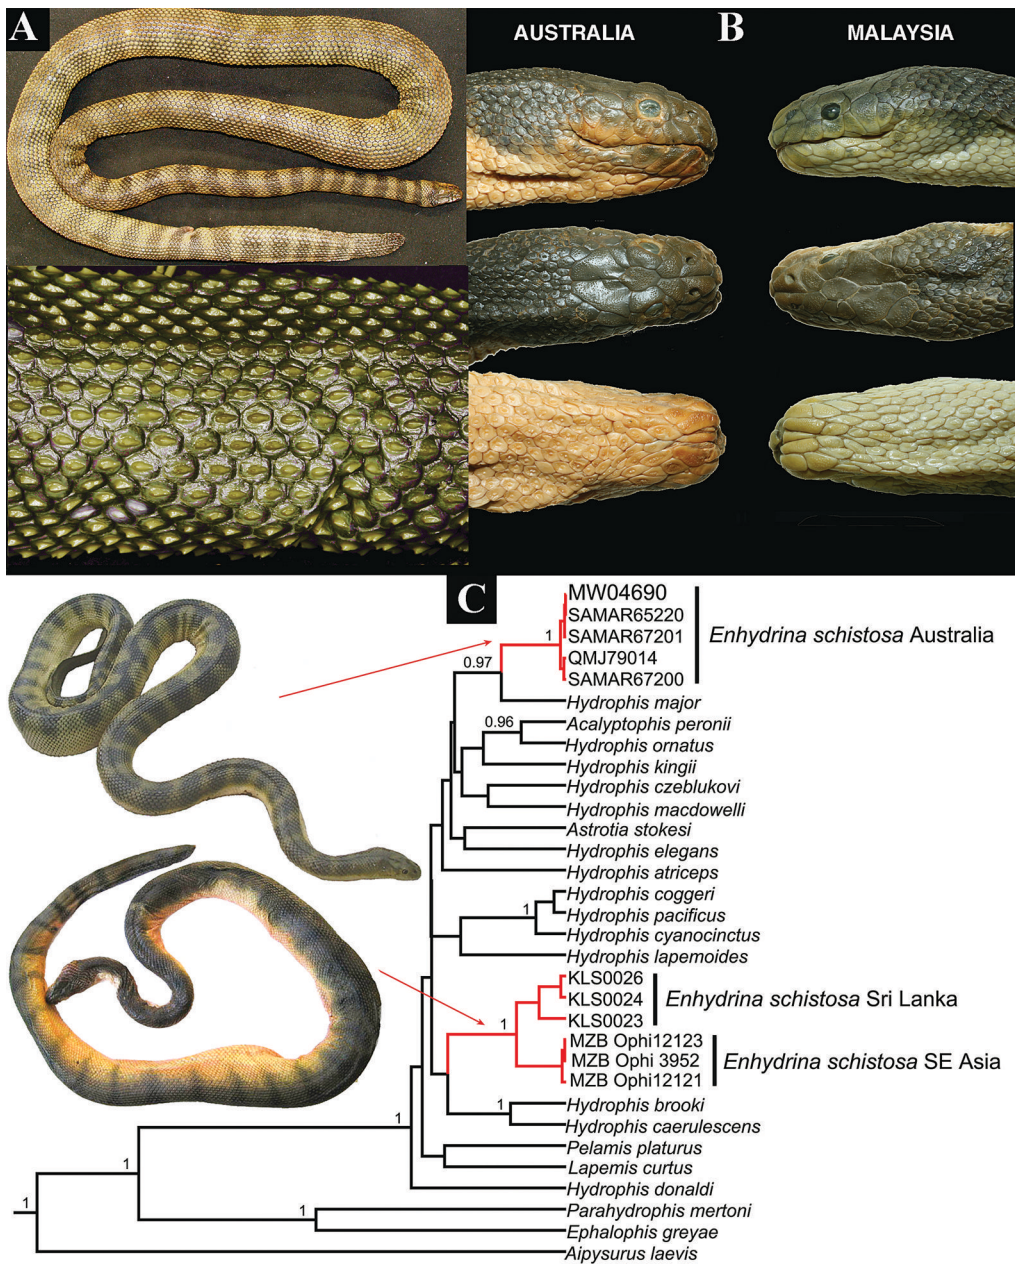 A
AUSTRALIA
B
MALAYSIA
C
MW04690
SAMAR65220
SAMAR67201
QMJ79014
SAMAR67200
1
Enhydrina schistosa Australia
0.97
Hydrophis major
Acalyptophis peronii
0.96
Hydrophis ornatus
Hydrophis kingii
Hydrophis czeblukovi
Hydrophis macdowelli
Astrotia stokesi
Hydrophis elegans
Hydrophis atriceps
Hydrophis coggeri
1
Hydrophis pacificus
Hydrophis cyanocinctus
Hydrophis lapemoides
KLS0026
KLS0024
KLS0023
Enhydrina schistosa Sri Lanka
1
MZB Ophi12123
MZB Ophi 3952
MZB Ophi12121
Enhydrina schistosa SE Asia
Hydrophis brooki
1
Hydrophis caerulescens
1
Pelamis platurus
Lapemis curtus
1
Hydrophis donaldi
1
Parahydrophis mertoni
1
Ephalophis greyae
Aipysurus laevis